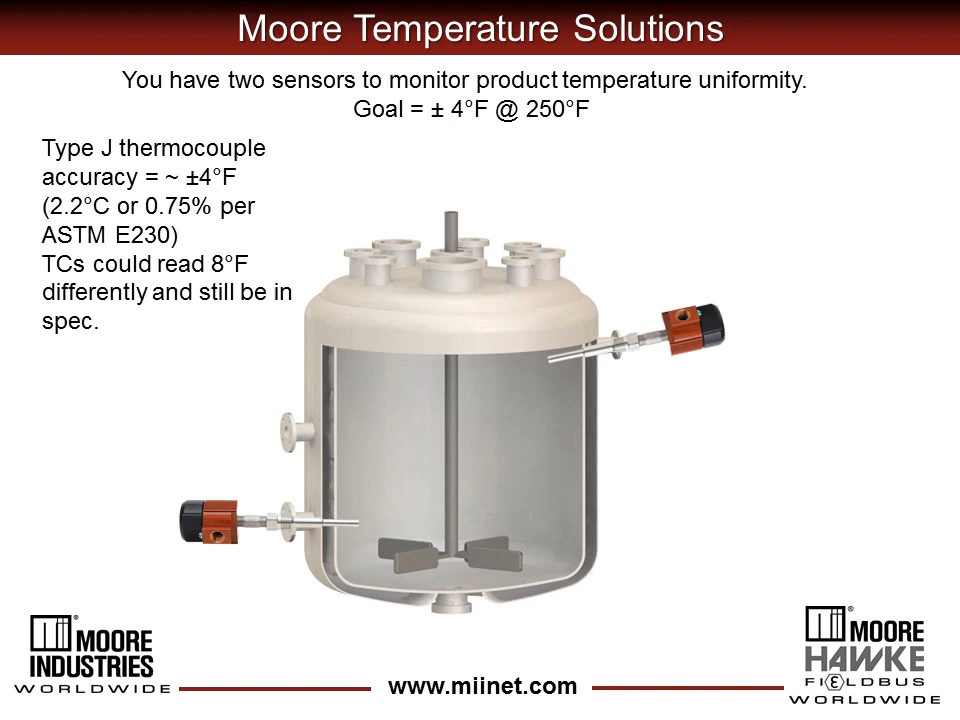 Moore Temperature Solutions
You have two sensors to monitor product temperature uniformity.
Goal = ± 4°F @ 250°F
Type J thermocouple
accuracy = ~ ±4°F
(2.2°C or 0.75% per
ASTM E230)
TCs could read 8°F
differently and still be in
spec.
® MOORE
INDUSTRIES
WORLDWIDE
www.miinet.com
® MOORE
HAWKE
FIELDBUS
WORLDWIDE